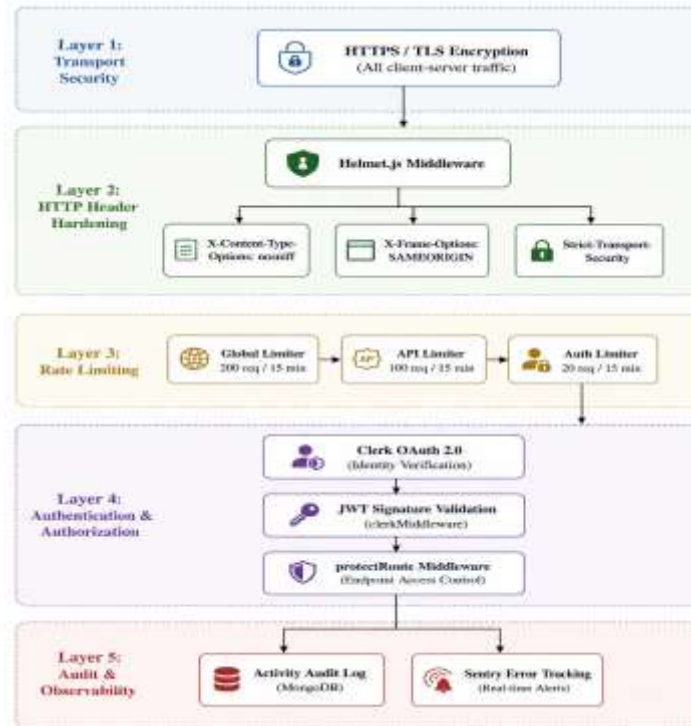 Layer 1:
Transport
Security
HTTPS / TLS Encryption
(All client-server traffic)
Layer 2:
HTTP Header
Hardening
Helmet.js Middleware
X-Content-Type-
Options: nosniff
X-Frame-Options:
SAMEORIGIN
Strict-Transport-
Security
Layer 3:
Rate Limiting
Global Limiter
200 req / 15 min
API
API Limiter
100 req / 15 min
Auth Limiter
20 req / 15 min
Layer 4:
Authentication &
Authorization
Clerk OAuth 2.0
(Identity Verification)
JWT Signature Validation
(clerkMiddleware)
protectRoute Middleware
(Endpoint Access Control)
Layer 5:
Audit &
Observability
Activity Audit Log
(MongoDB)
Sentry Error Tracking
(Real-time Alerts)